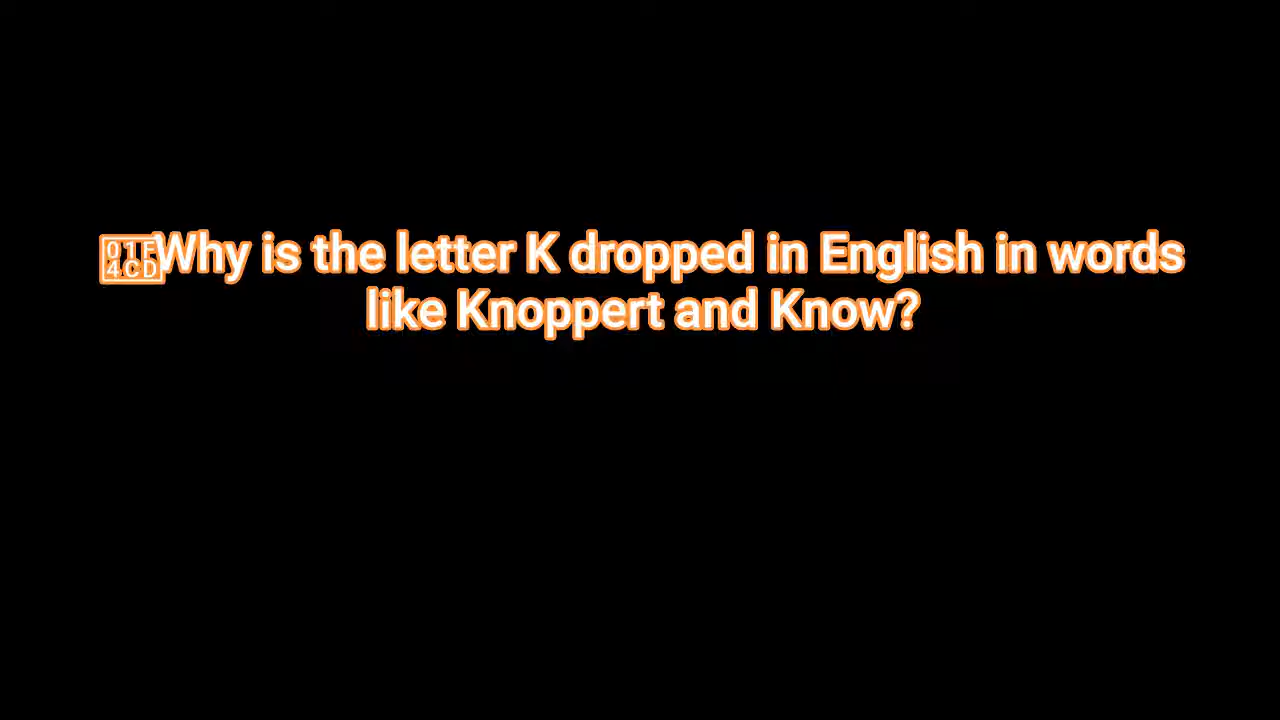 📍Why is the letter K dropped in English in words
like Knoppert and Know?